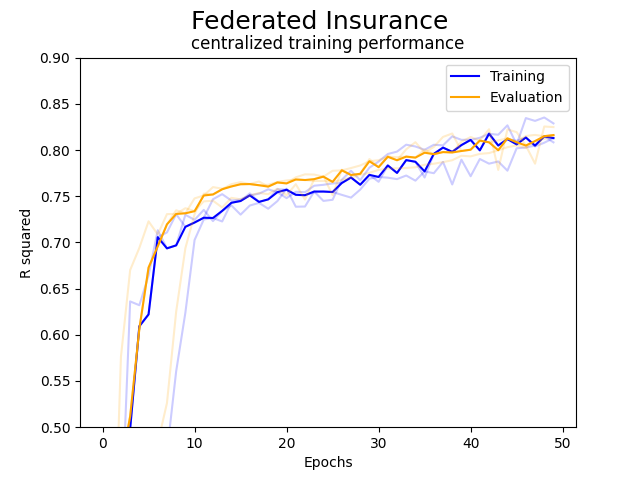 Federated Insurance
centralized training performance
Training
Evaluation
0.90
0.85
0.80
0.75
0.70
0.65
0.60
0.55
0.50
R squared
0 10 20 30 40 50
Epochs